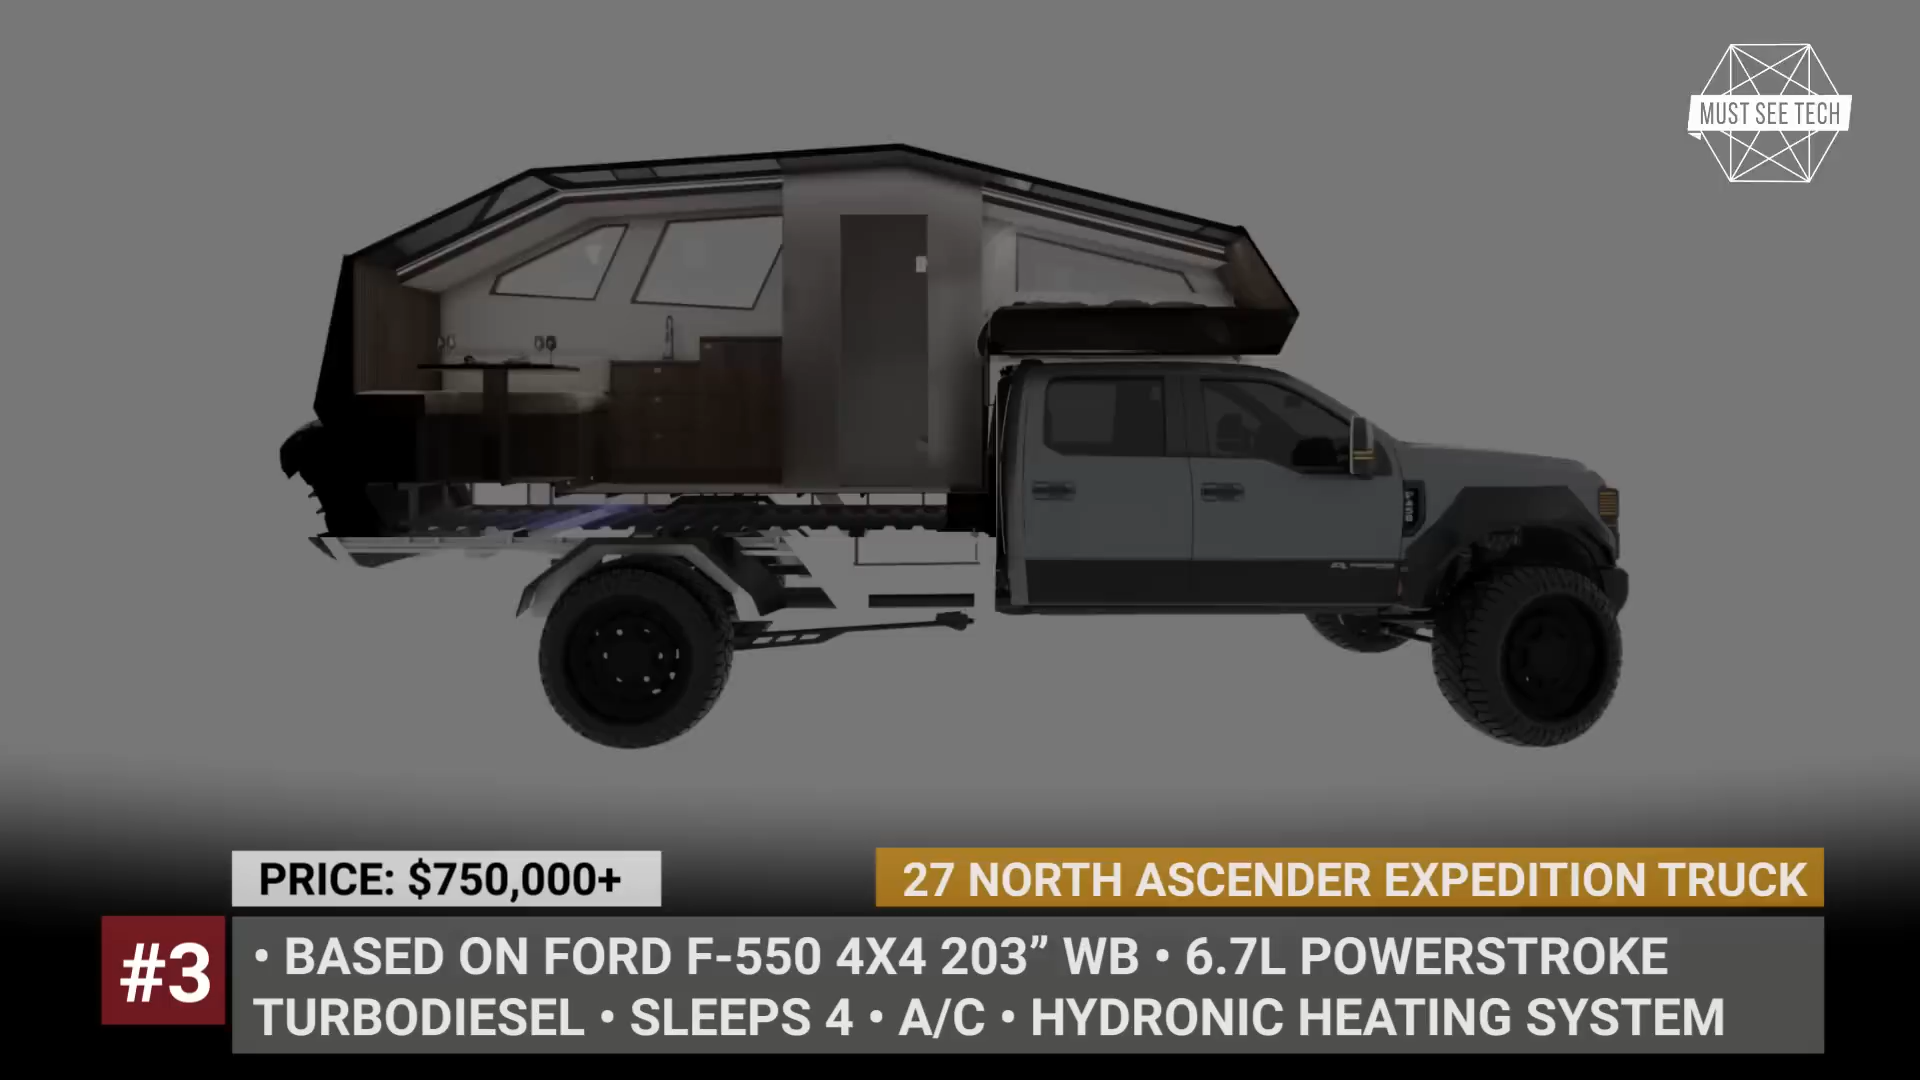 MUST SEE TECH
PRICE: $750,000+
27 NORTH ASCENDER EXPEDITION TRUCK
#3
• BASED ON FORD F-550 4X4 203” WB • 6.7L POWERSTROKE
TURBODIESEL • SLEEPS 4 • A/C • HYDRONIC HEATING SYSTEM